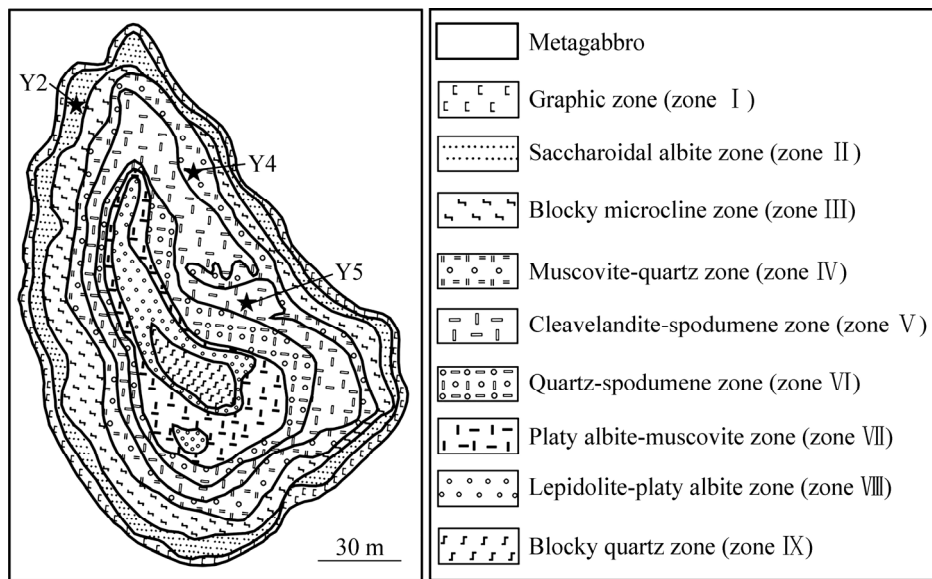 Y2
Y4
Y5
30 m
Metagabbro
Graphic zone (zone Ⅰ)
Saccharoidal albite zone (zone Ⅱ)
Blocky microcline zone (zone Ⅲ)
Muscovite-quartz zone (zone Ⅳ)
Cleavelandite-spodumene zone (zone Ⅴ)
Quartz-spodumene zone (zone Ⅵ)
Platy albite-muscovite zone (zone Ⅶ)
Lepidolite-platy albite zone (zone Ⅷ)
Blocky quartz zone (zone Ⅸ)